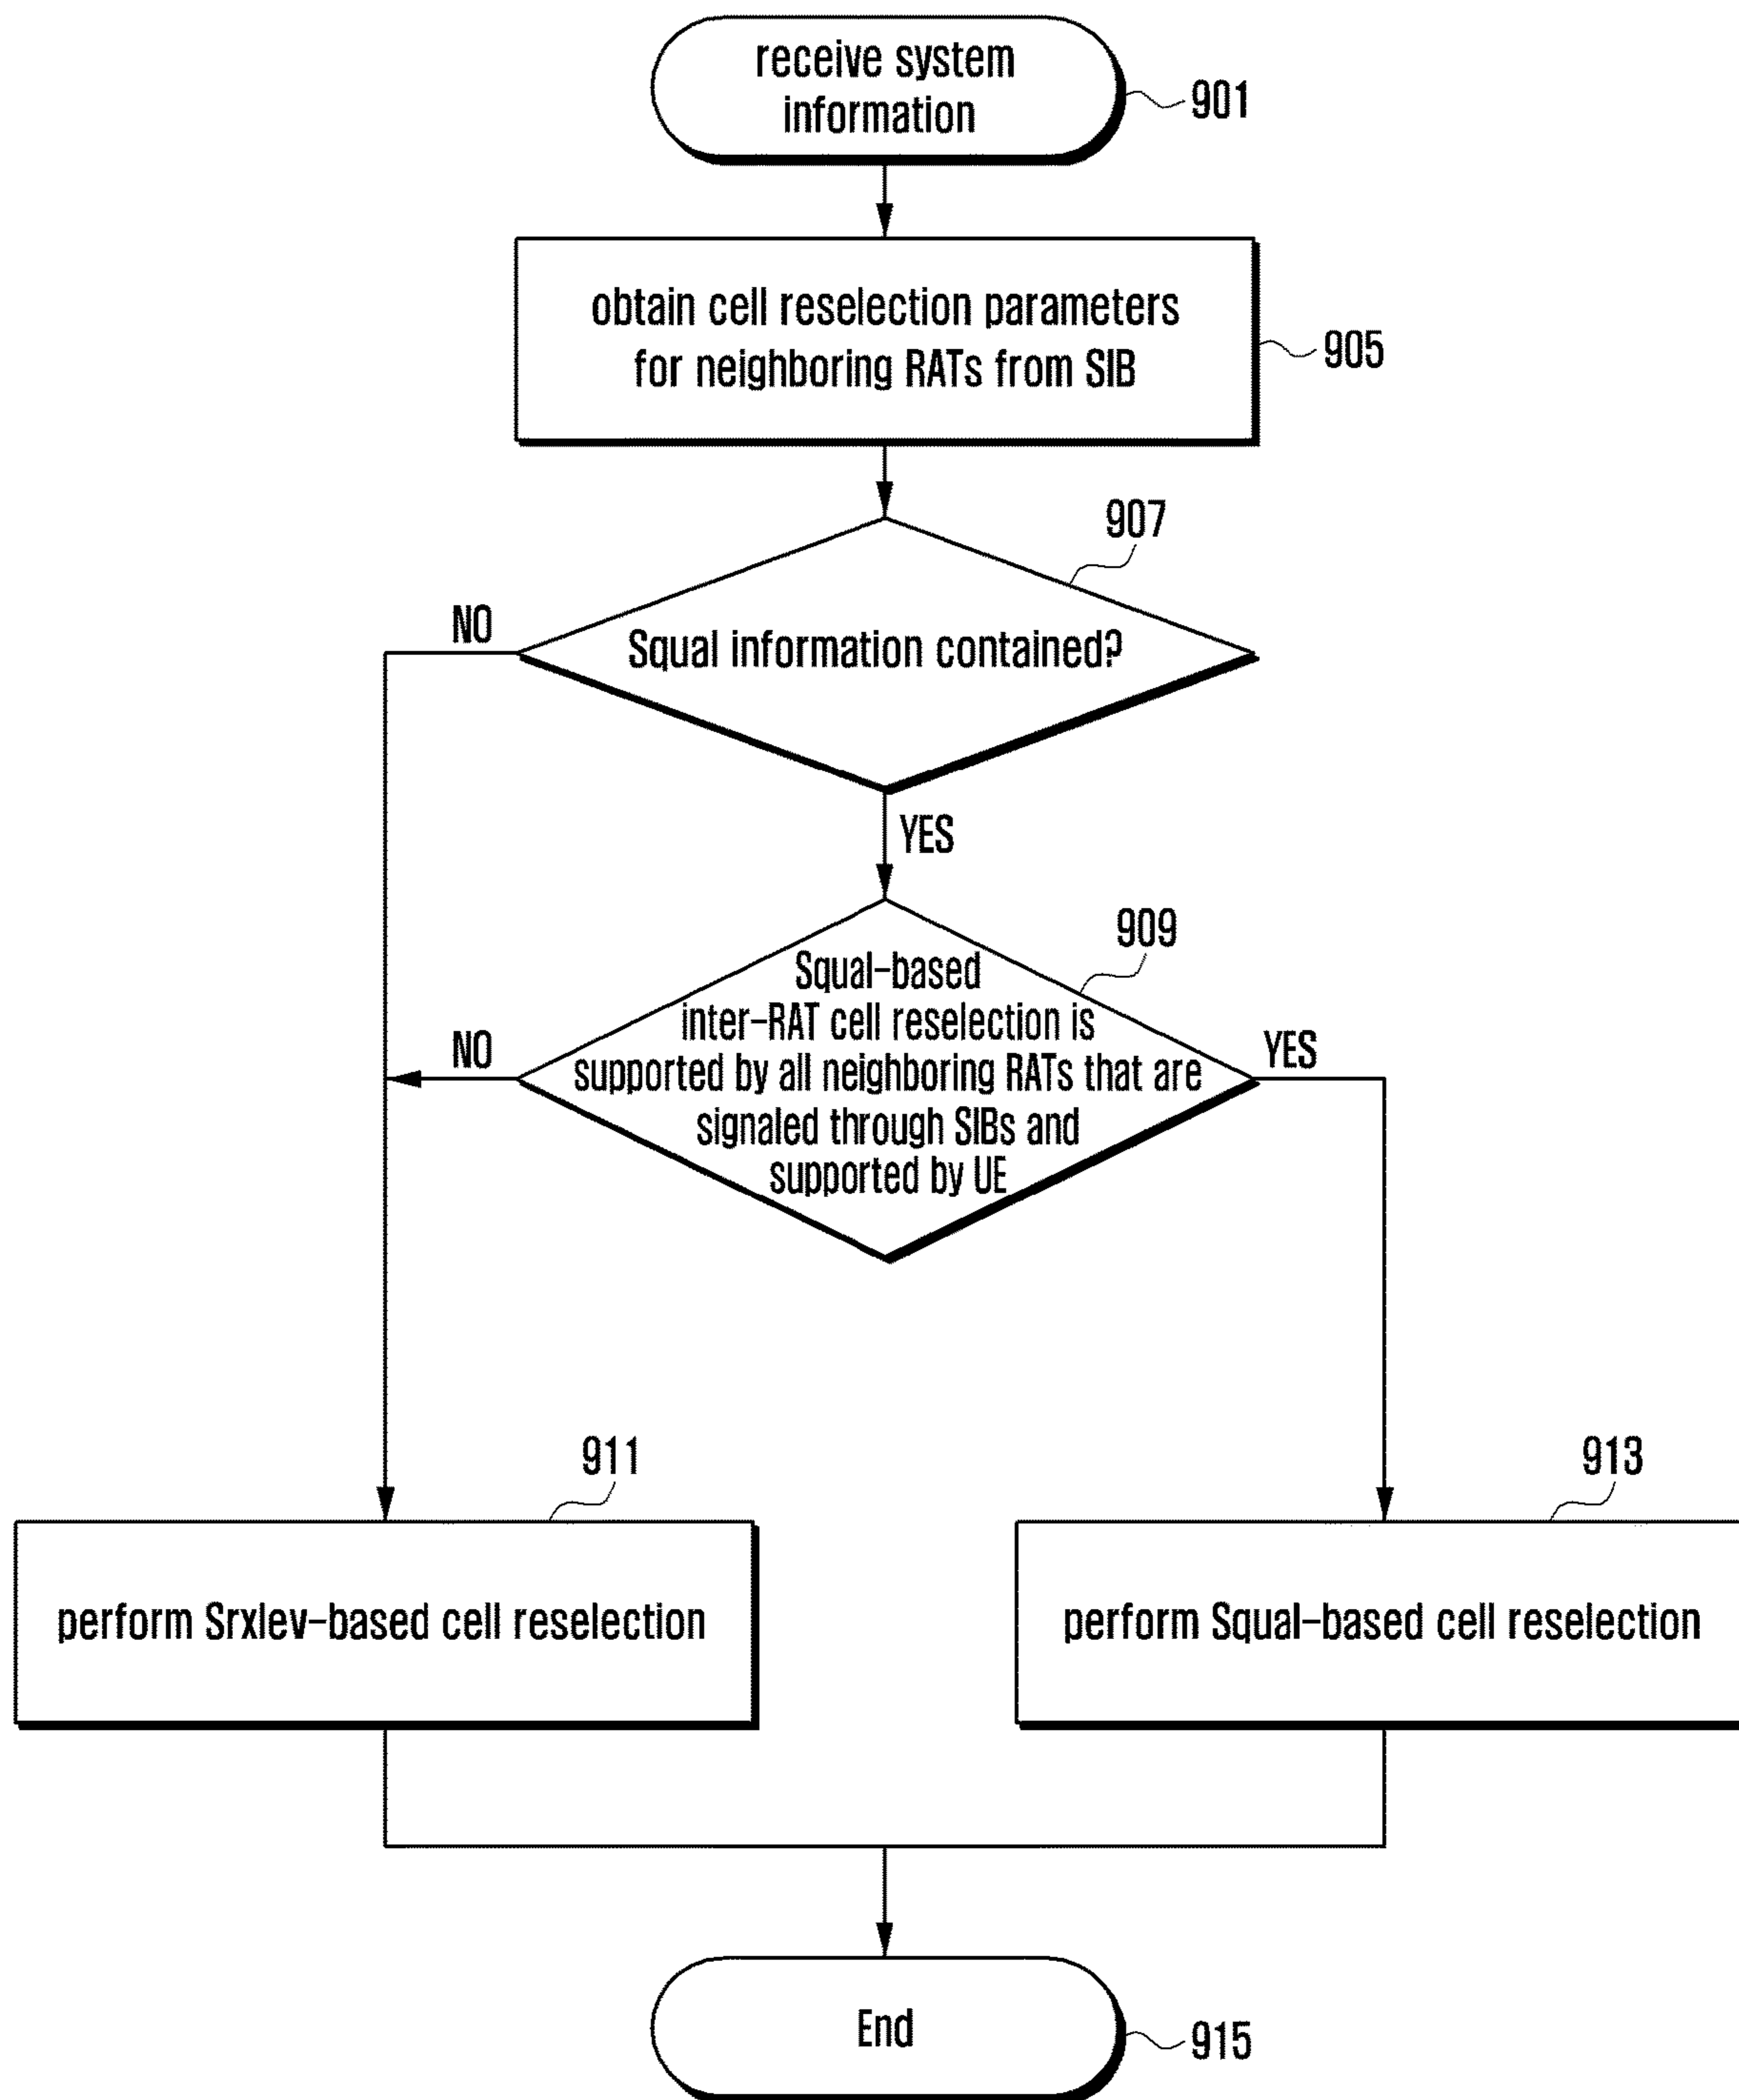 receive system
information
901
obtain cell reselection parameters
for neighboring RATs from SIB
905
907
NO
Squal information contained?
YES
909
Squal-based
inter-RAT cell reselection is
supported by all neighboring RATs that are
signaled through SIBs and
supported by UE
NO
YES
911
913
perform Srxlev-based cell reselection
perform Squal-based cell reselection
End
915